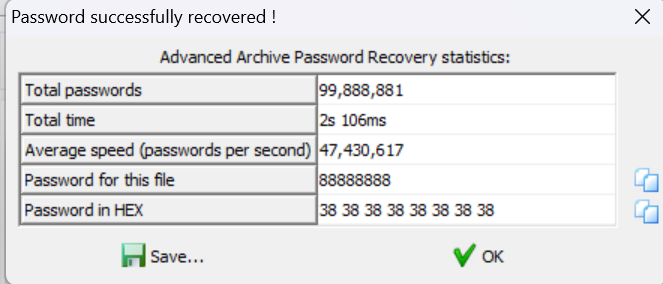 Password successfully recovered !
Advanced Archive Password Recovery statistics:
Total passwords 99,888,881
Total time 2s 106ms
Average speed (passwords per second) 47,430,617
Password for this file 88888888
Password in HEX 38 38 38 38 38 38 38 38
Save... OK